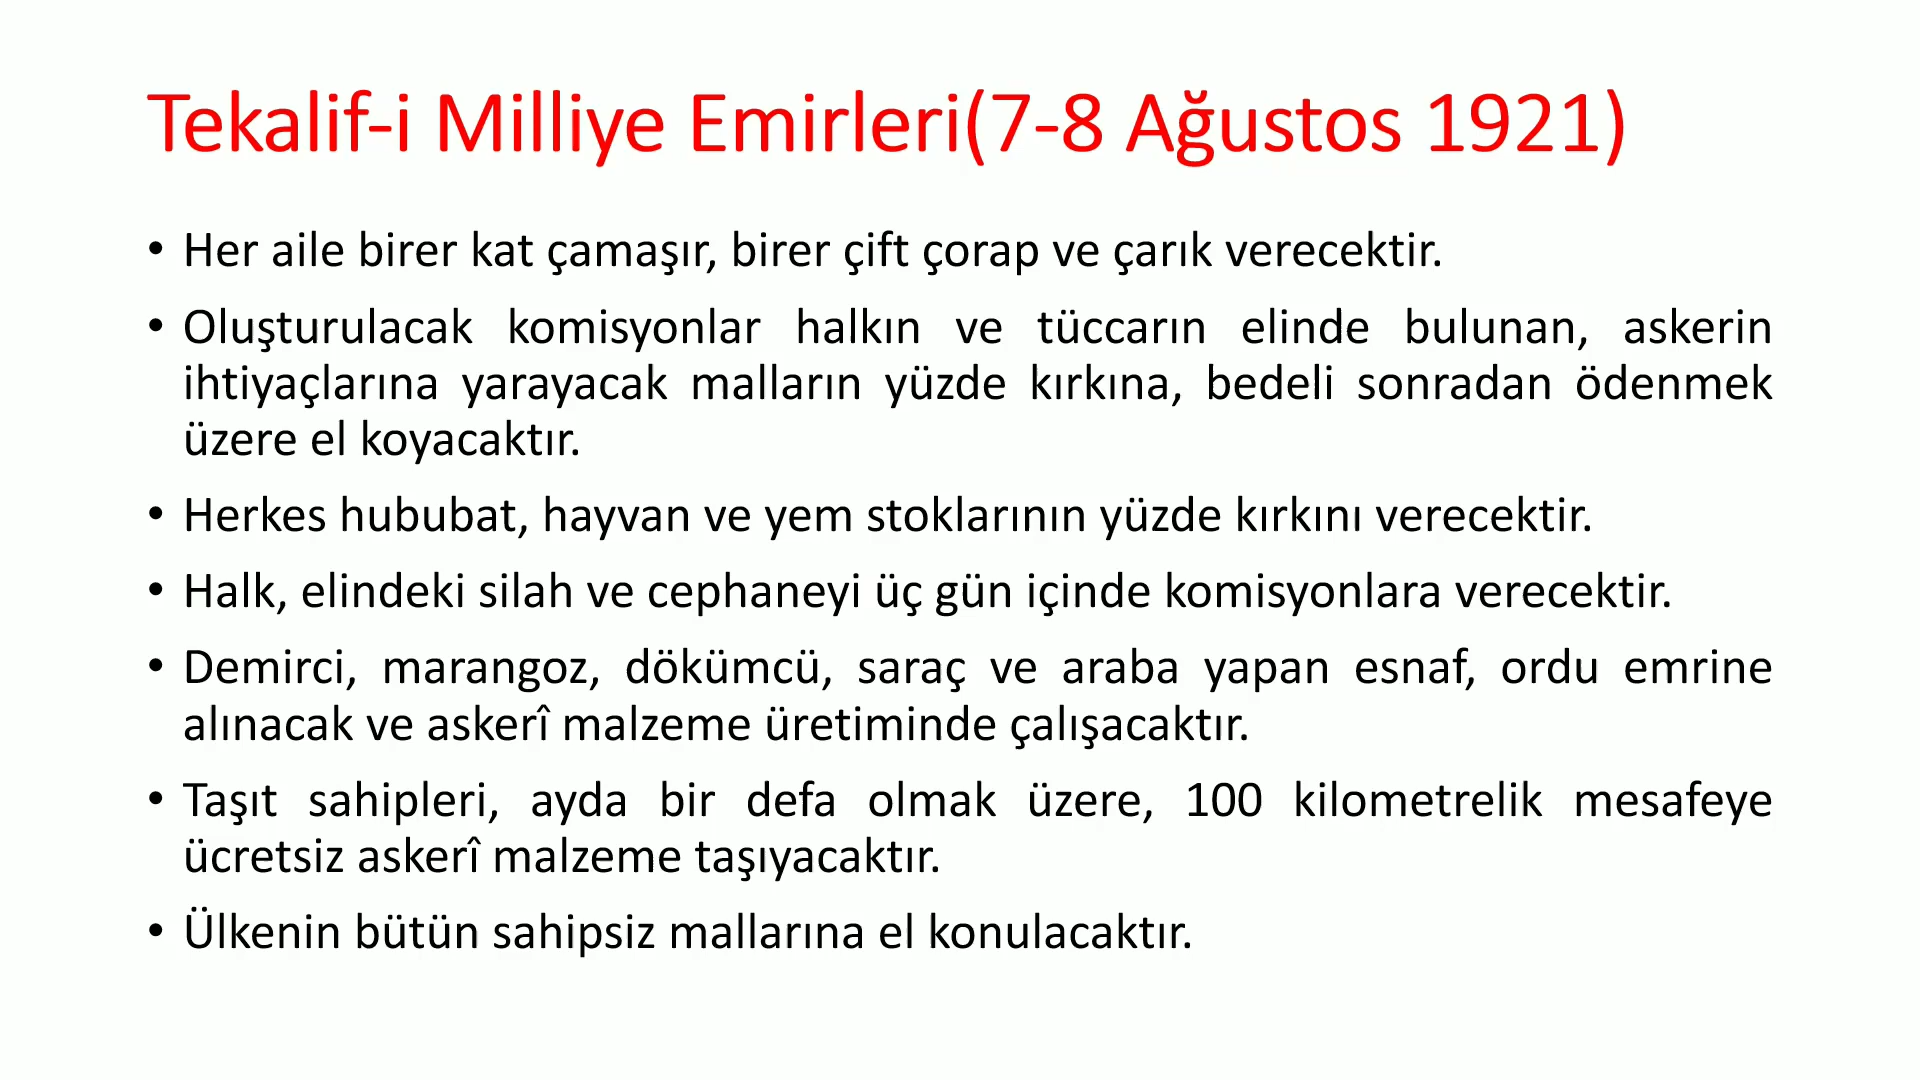 Tekalif-i Milliye Emirleri(7-8 Ağustos 1921)
• Her aile birer kat çamaşır, birer çift çorap ve çarık verecektir.
• Oluşturulacak komisyonlar halkın ve tüccarın elinde bulunan, askerin
ihtiyaçlarına yarayacak malların yüzde kırkına, bedeli sonradan ödenmek
üzere el koyacaktır.
• Herkes hububat, hayvan ve yem stoklarının yüzde kırkını verecektir.
• Halk, elindeki silah ve cephaneyi üç gün içinde komisyonlara verecektir.
• Demirci, marangoz, dökümcü, saraç ve araba yapan esnaf, ordu emrine
alınacak ve askerî malzeme üretiminde çalışacaktır.
• Taşıt sahipleri, ayda bir defa olmak üzere, 100 kilometrelik mesafeye
ücretsiz askerî malzeme taşıyacaktır.
• Ülkenin bütün sahipsiz mallarına el konulacaktır.